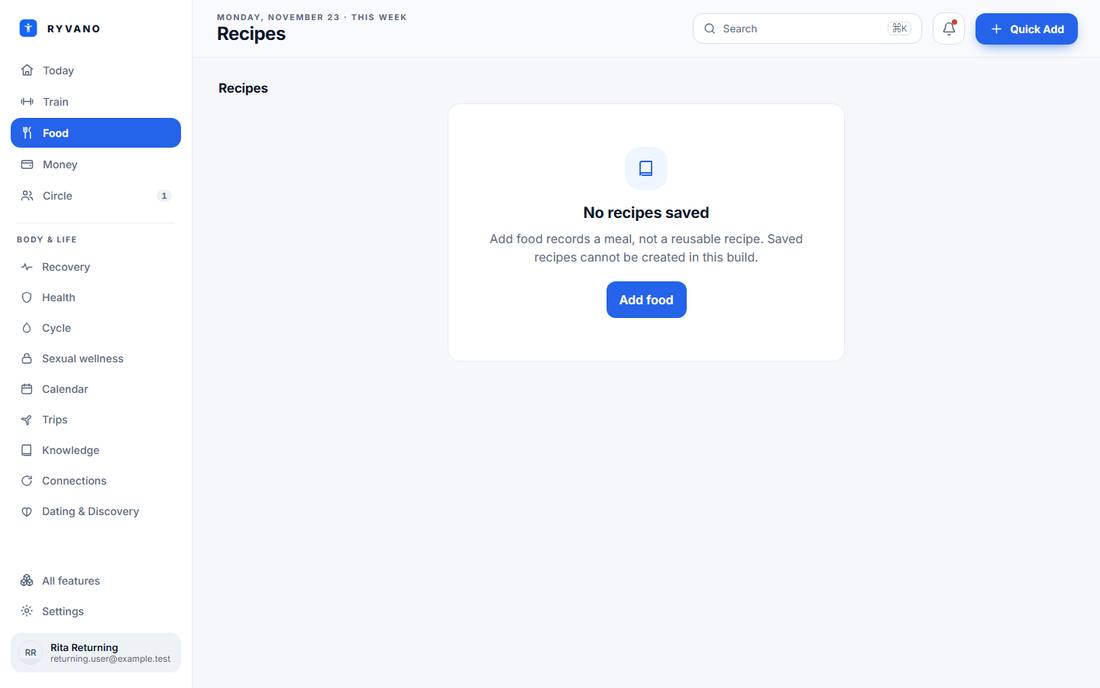 RYVANO
Today
Train
Food
Money
Circle 1
BODY & LIFE
Recovery
Health
Cycle
Sexual wellness
Calendar
Trips
Knowledge
Connections
Dating & Discovery
All features
Settings
RR
Rita Returning
returning.user@example.test
MONDAY, NOVEMBER 23 · THIS WEEK
Recipes
Search ⌘K
Quick Add
Recipes
No recipes saved
Add food records a meal, not a reusable recipe. Saved
recipes cannot be created in this build.
Add food